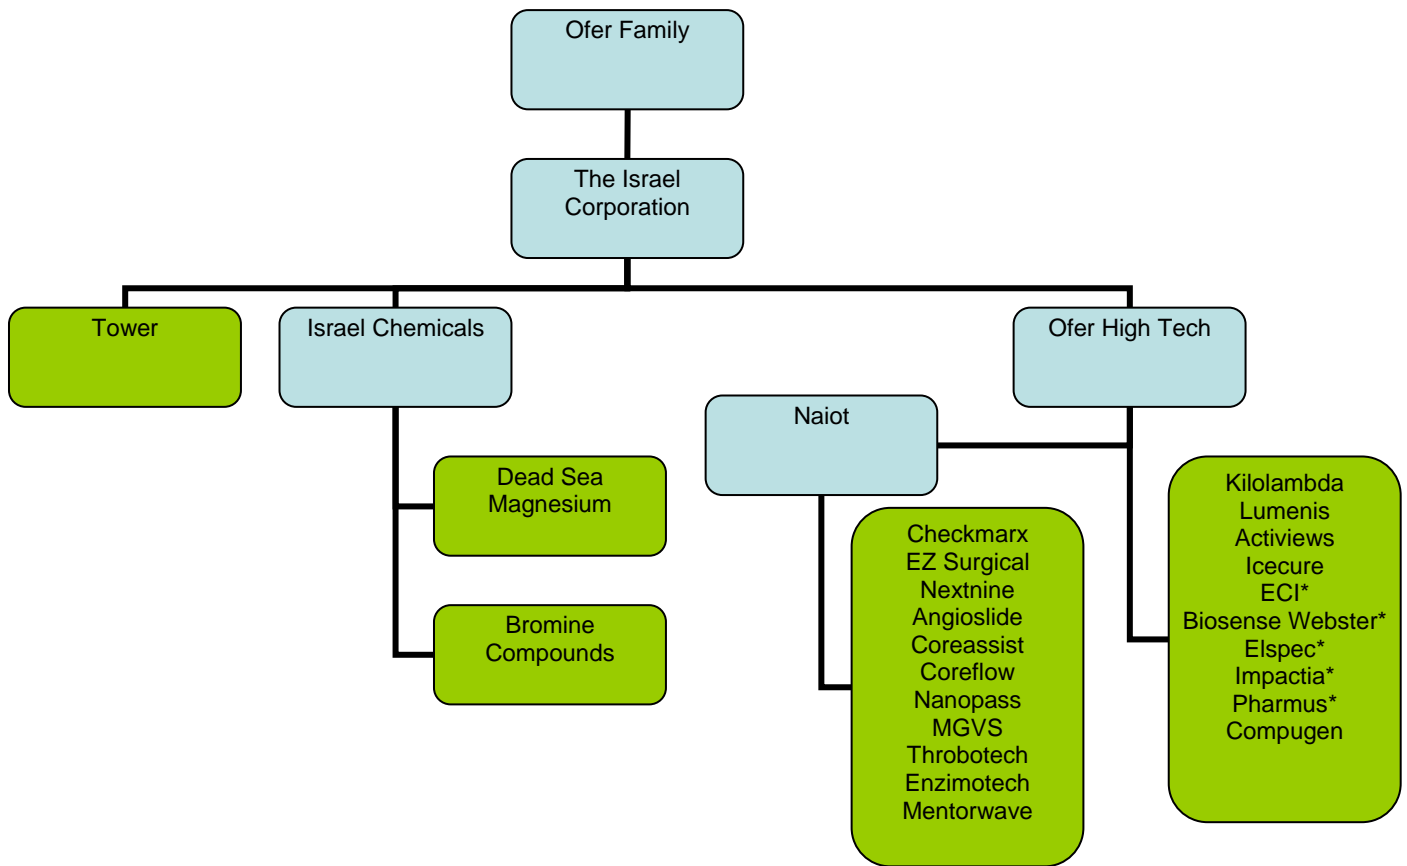 Ofer Family
The Israel
Corporation
Tower
Israel Chemicals
Ofer High Tech
Naiot
Dead Sea
Magnesium
Bromine
Compounds
Checkmarx
EZ Surgical
Nextnine
Angioslide
Coreassist
Coreflow
Nanopass
MGVS
Throbotech
Enzimotech
Mentorwave
Kilolambda
Lumenis
Activiews
Icecure
ECI*
Biosense Webster*
Elspec*
Impactia*
Pharmus*
Compugen